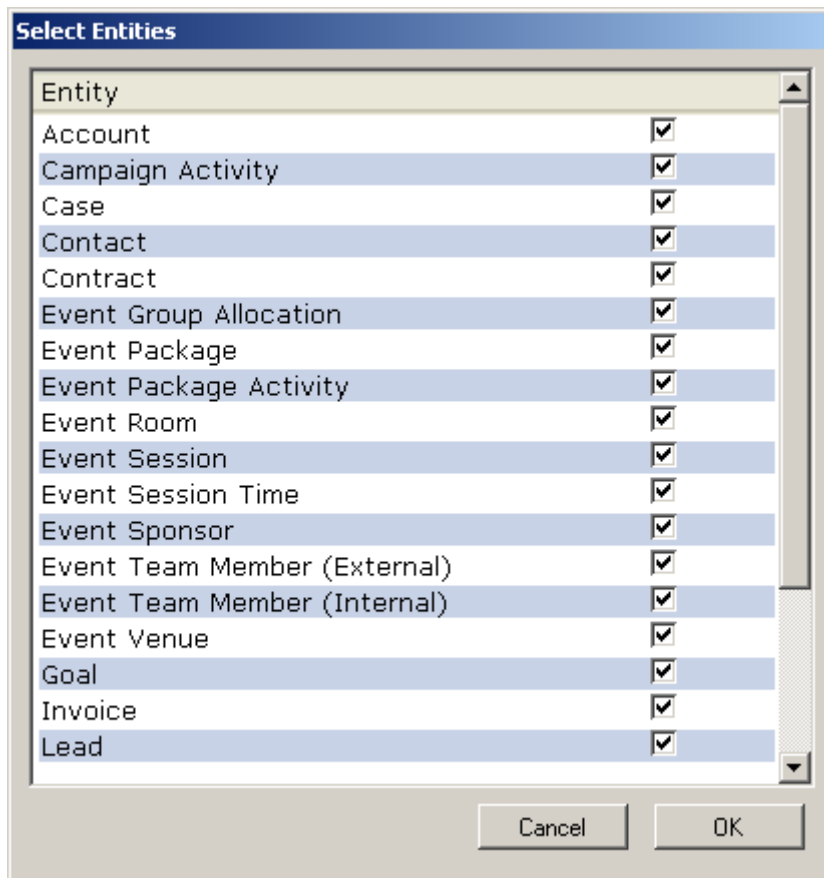 Select Entities
Entity
Account
Campaign Activity
Case
Contact
Contract
Event Group Allocation
Event Package
Event Package Activity
Event Room
Event Session
Event Session Time
Event Sponsor
Event Team Member (External)
Event Team Member (Internal)
Event Venue
Goal
Invoice
Lead
Cancel OK